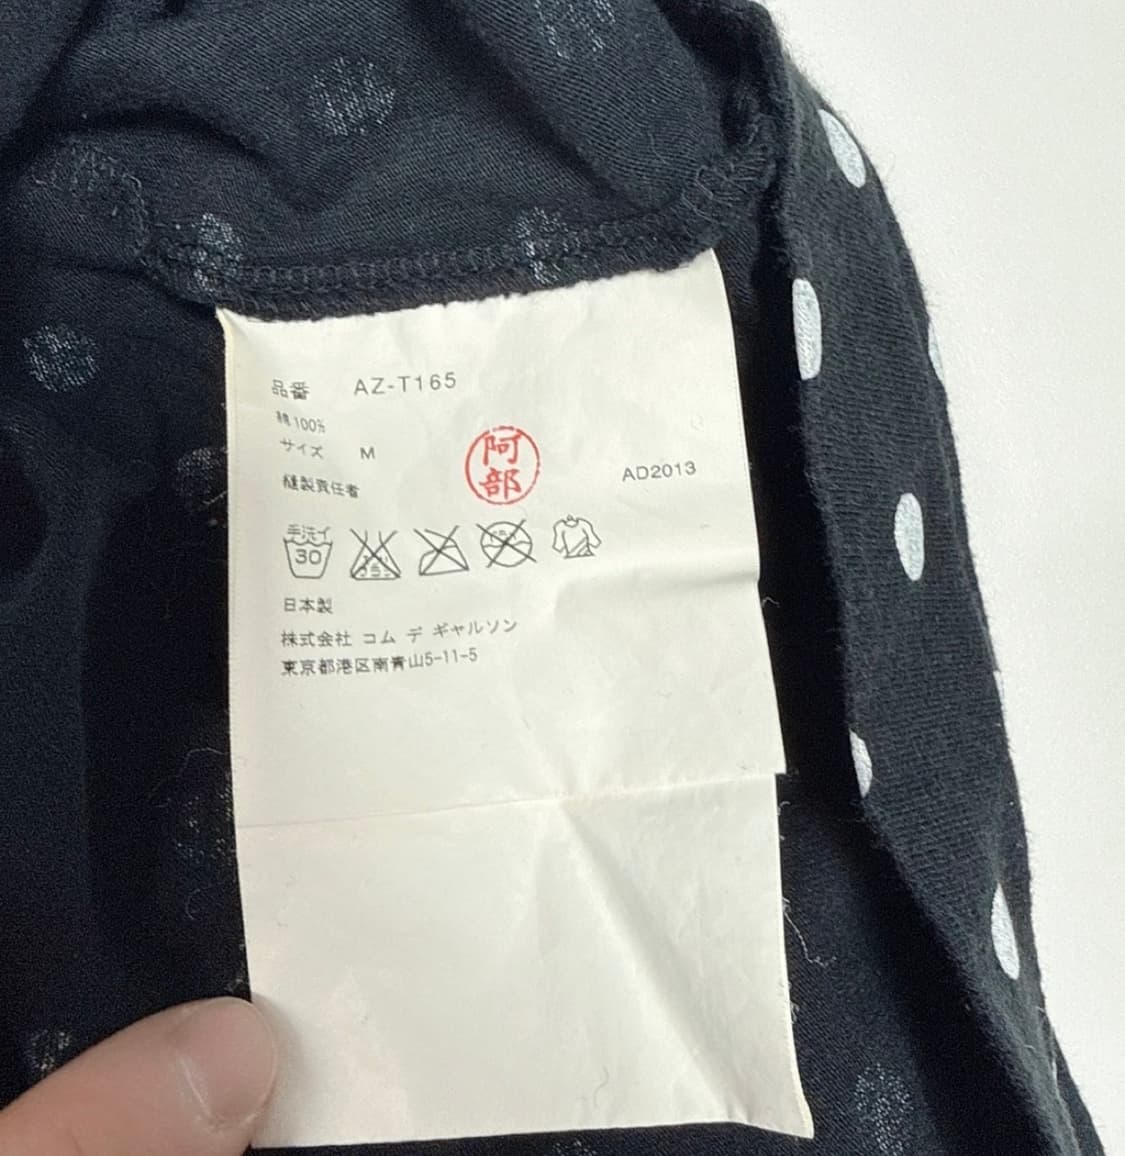 品番 AZ-T165
綿100%
サイズ M
縫製責任者
阿部
AD2013
手洗イ
30
日本製
株式会社 コム デ ギャルソン
東京都港区南青山5-11-5